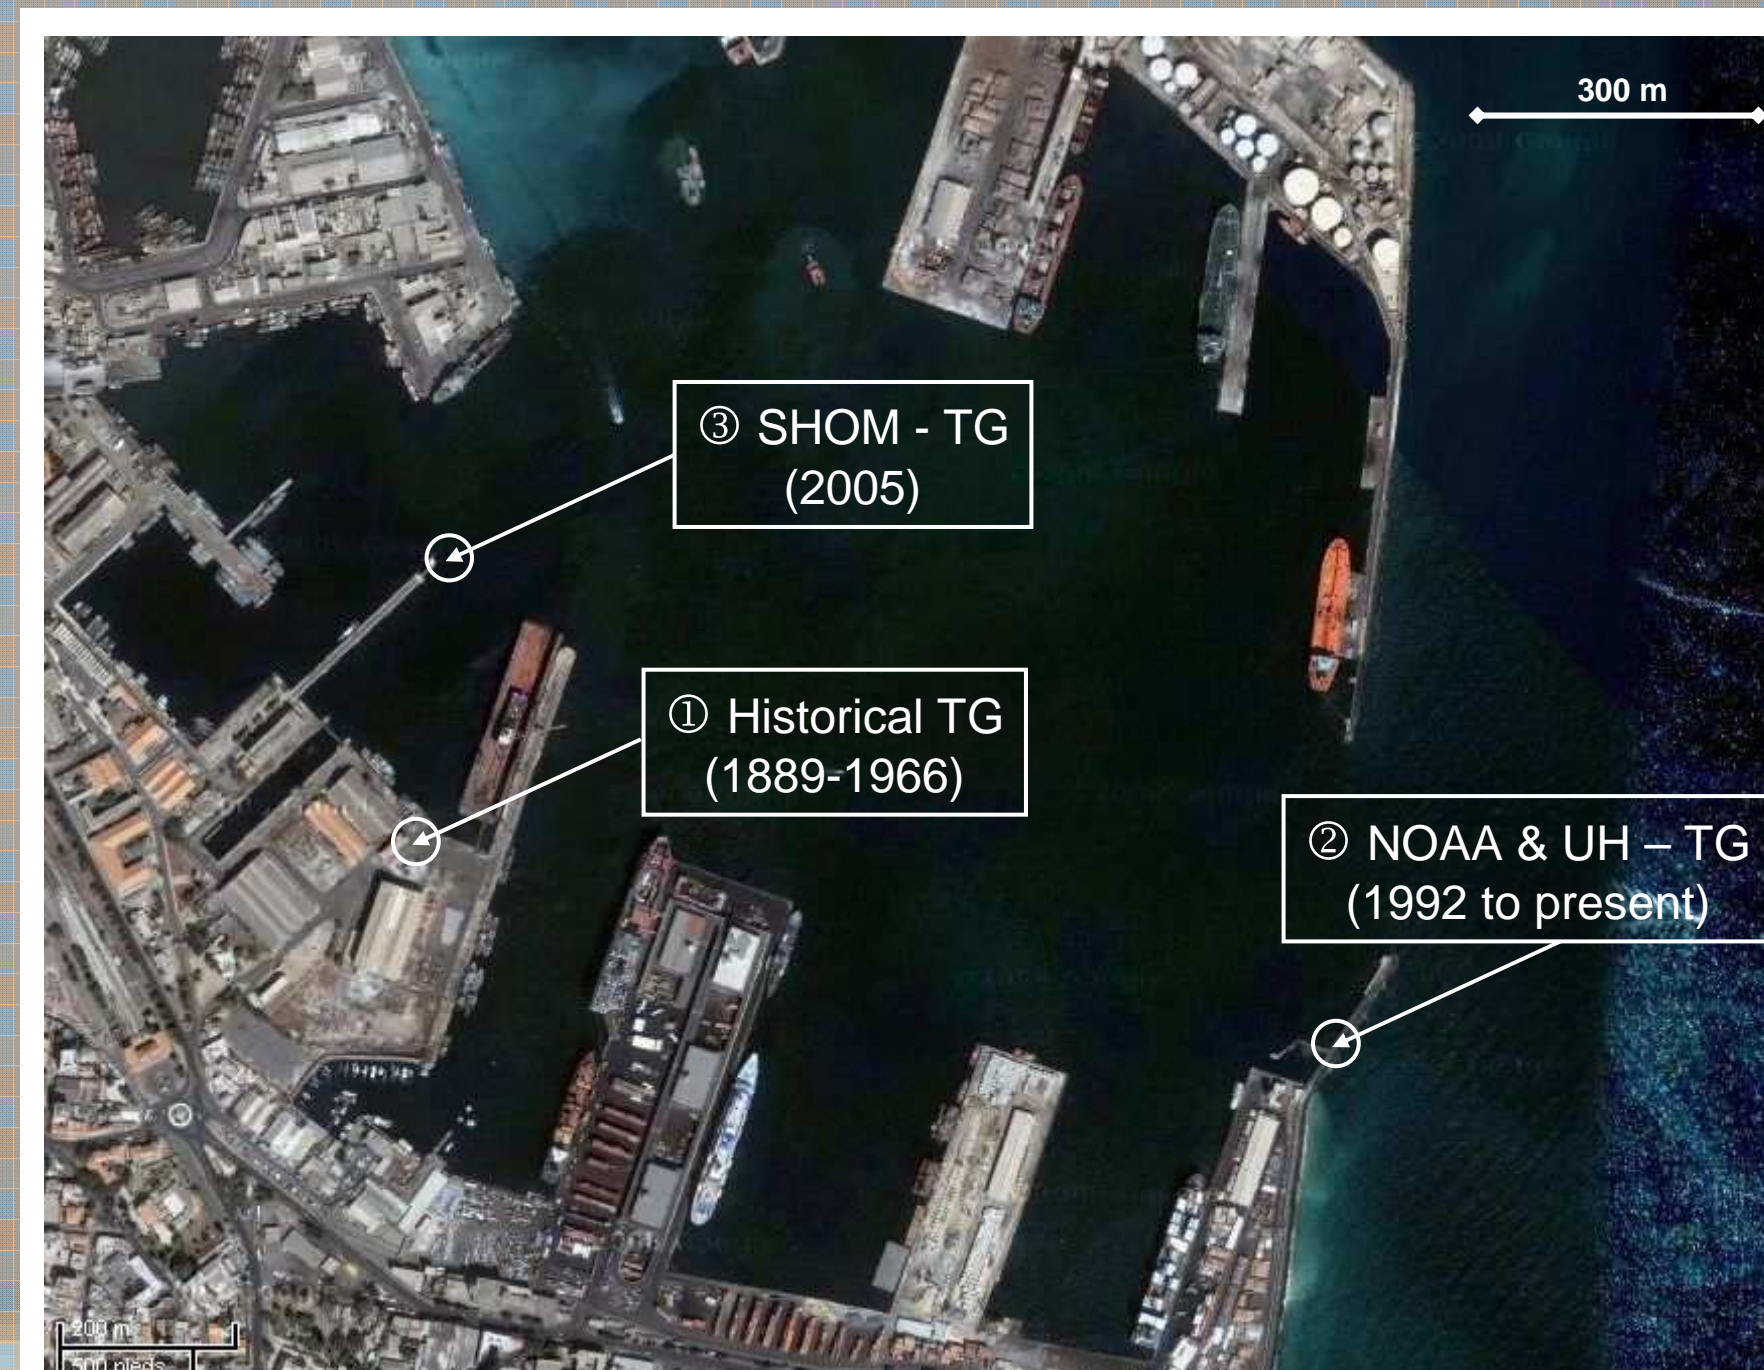 300 m
③ SHOM - TG
(2005)
① Historical TG
(1889-1966)
② NOAA & UH – TG
(1992 to present)
200 m
500 pieds